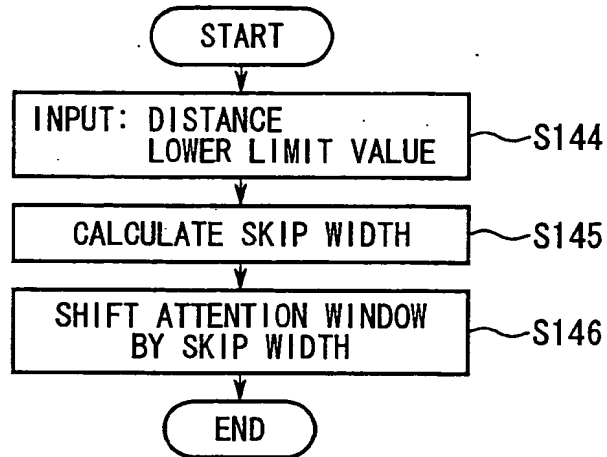 START
INPUT: DISTANCE
LOWER LIMIT VALUE
S144
CALCULATE SKIP WIDTH
S145
SHIFT ATTENTION WINDOW
BY SKIP WIDTH
S146
END